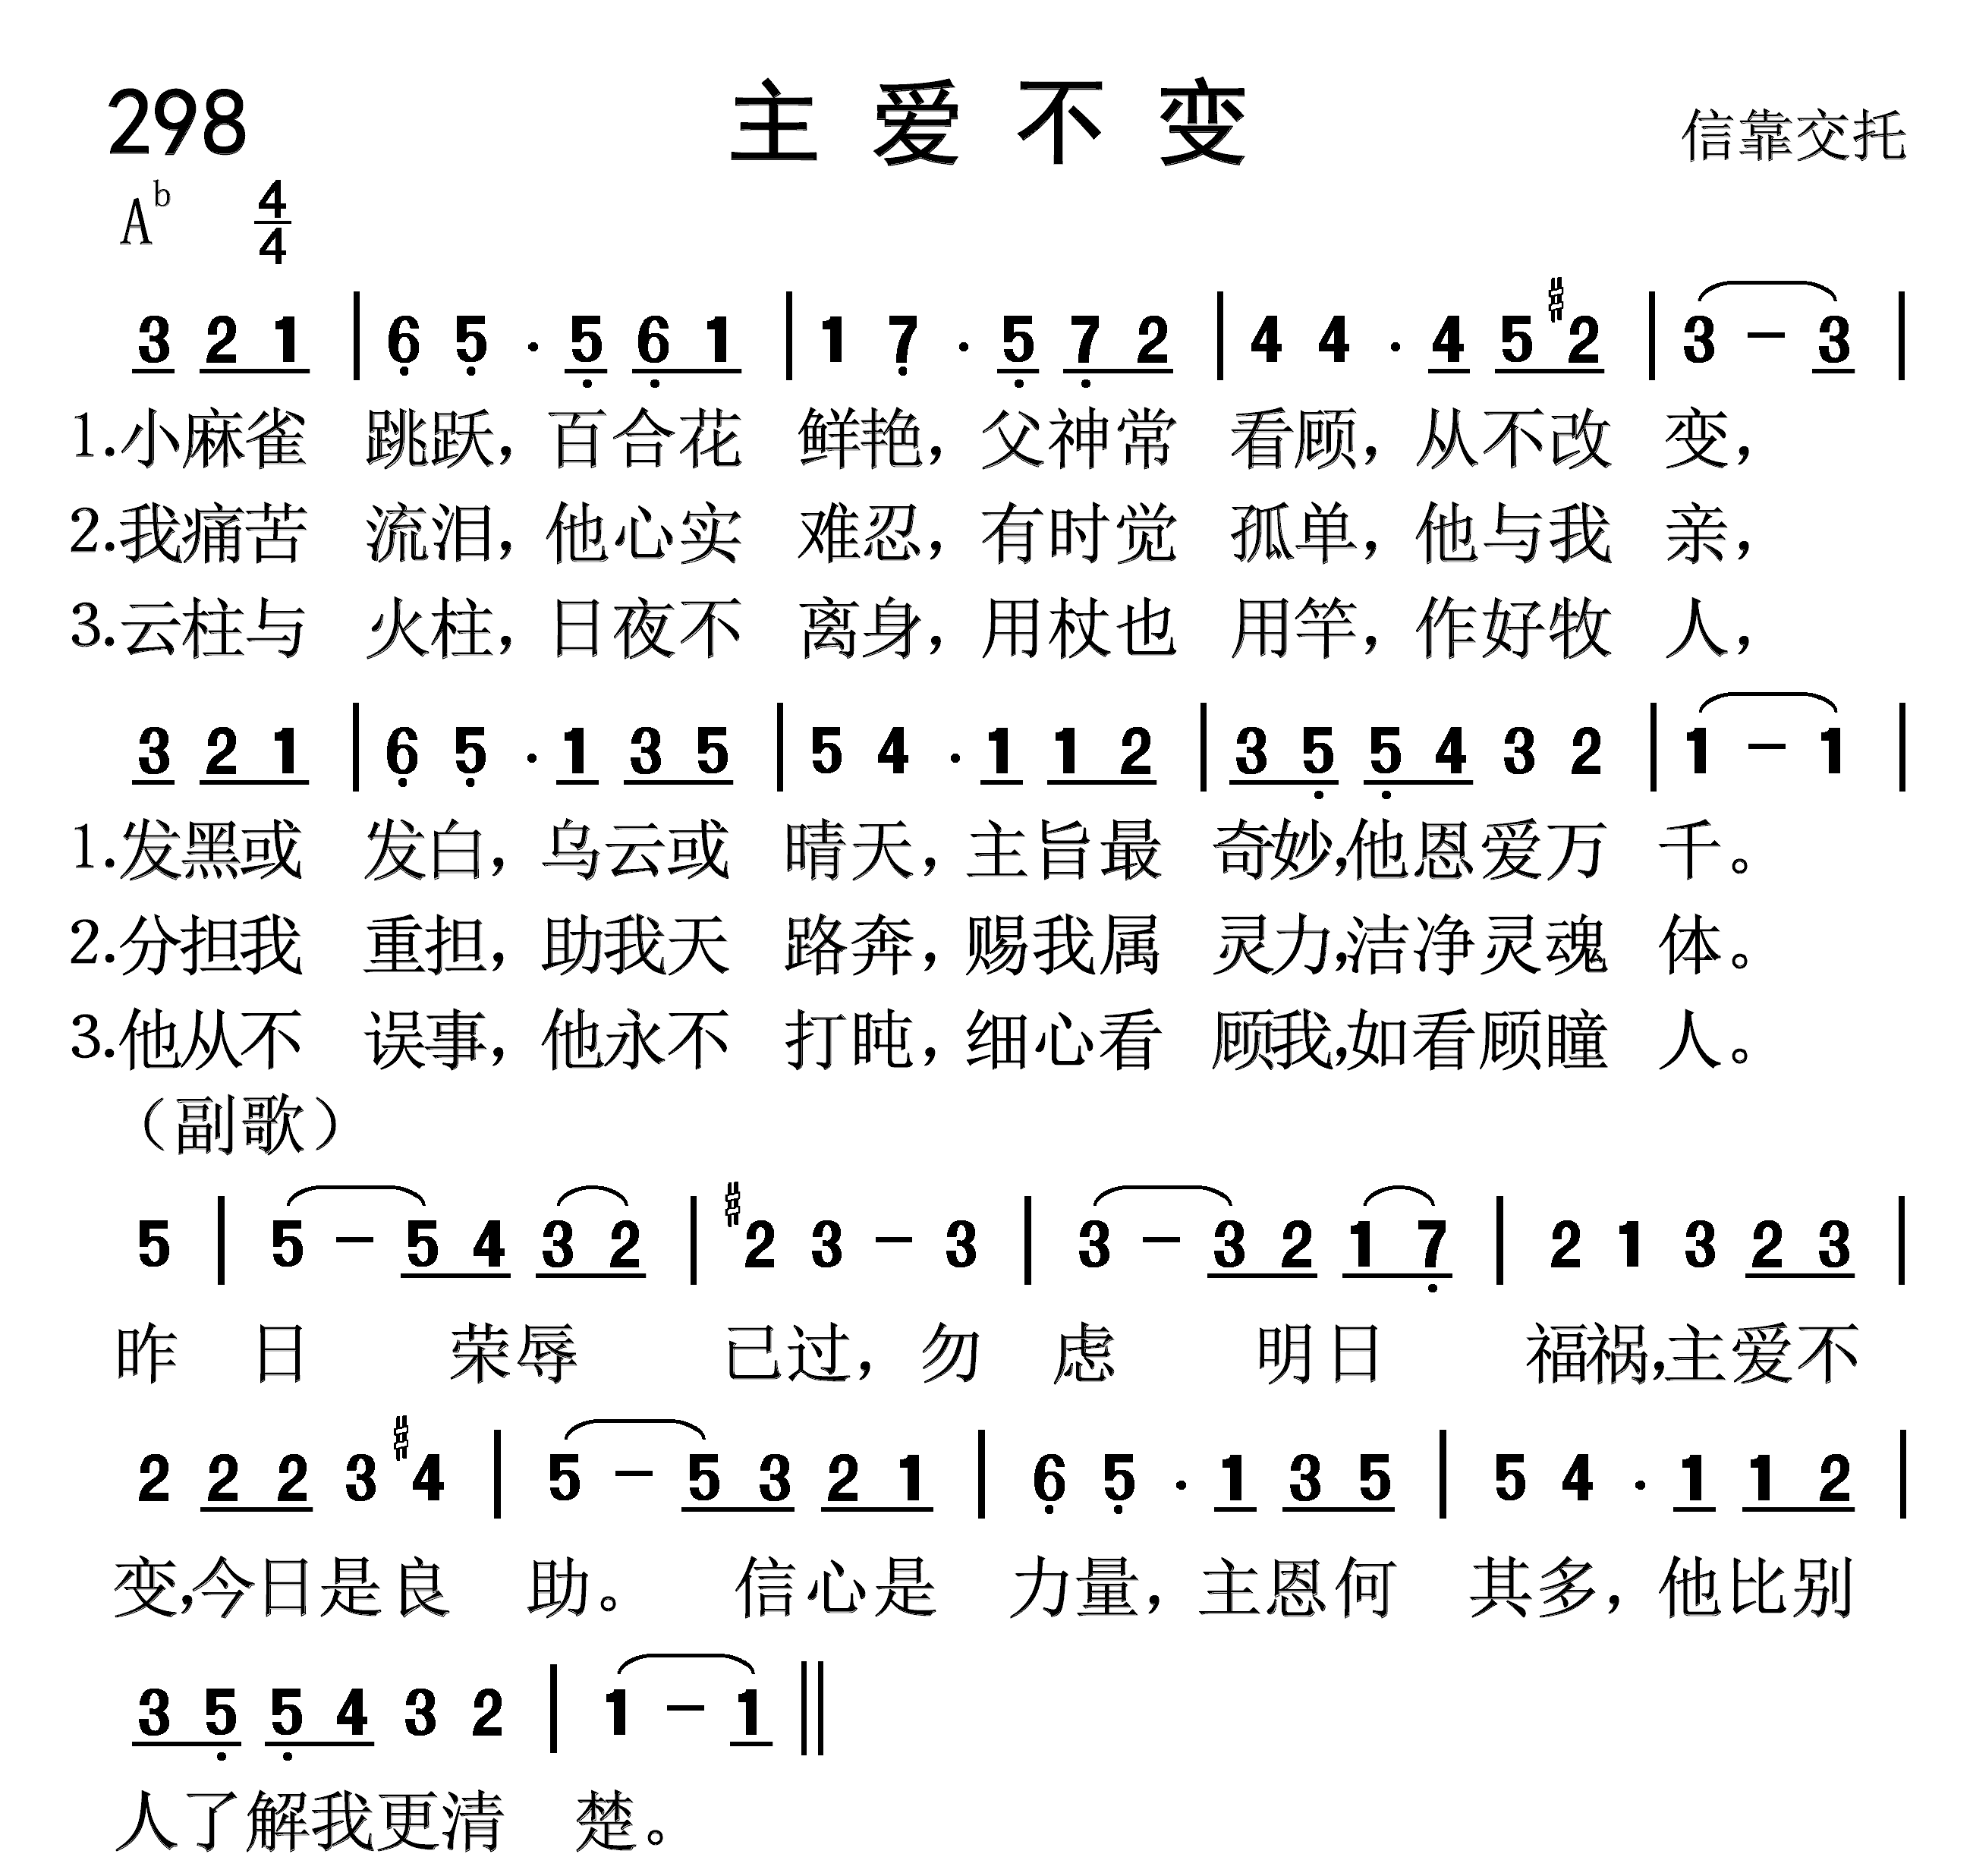 298 主爱不变 信靠交托
A♭ 4/4
3 2 1 | 6 5 · 5 6 1 | 1 7 · 5 7 2 | 4 4 · 4 5 #2 | 3 - 3 |
1.小麻雀 跳跃，百合花 鲜艳，父神常 看顾，从不改 变，
2.我痛苦 流泪，他心实 难忍，有时觉 孤单，他与我 亲，
3.云柱与 火柱，日夜不 离身，用杖也 用竿，作好牧 人，
3 2 1 | 6 5 · 1 3 5 | 5 4 · 1 1 2 | 3 5 5 4 3 2 | 1 - 1 |
1.发黑或 发白，乌云或 晴天，主旨最 奇妙，他恩爱万 千。
2.分担我 重担，助我天 路奔，赐我属 灵力，洁净灵魂 体。
3.他从不 误事，他永不 打盹，细心看 顾我，如看顾瞳 人。
（副歌）
5 | 5 - 5 4 3 2 | #2 3 - 3 | 3 - 3 2 1 7 | 2 1 3 2 3 |
昨 日 荣辱 已过，勿 虑 明日 福祸，主爱不
2 2 2 3 #4 | 5 - 5 3 2 1 | 6 5 · 1 3 5 | 5 4 · 1 1 2 |
变，今日是良 助。 信心是 力量，主恩何 其多，他比别
3 5 5 4 3 2 | 1 - 1 ‖
人了解我更清 楚。